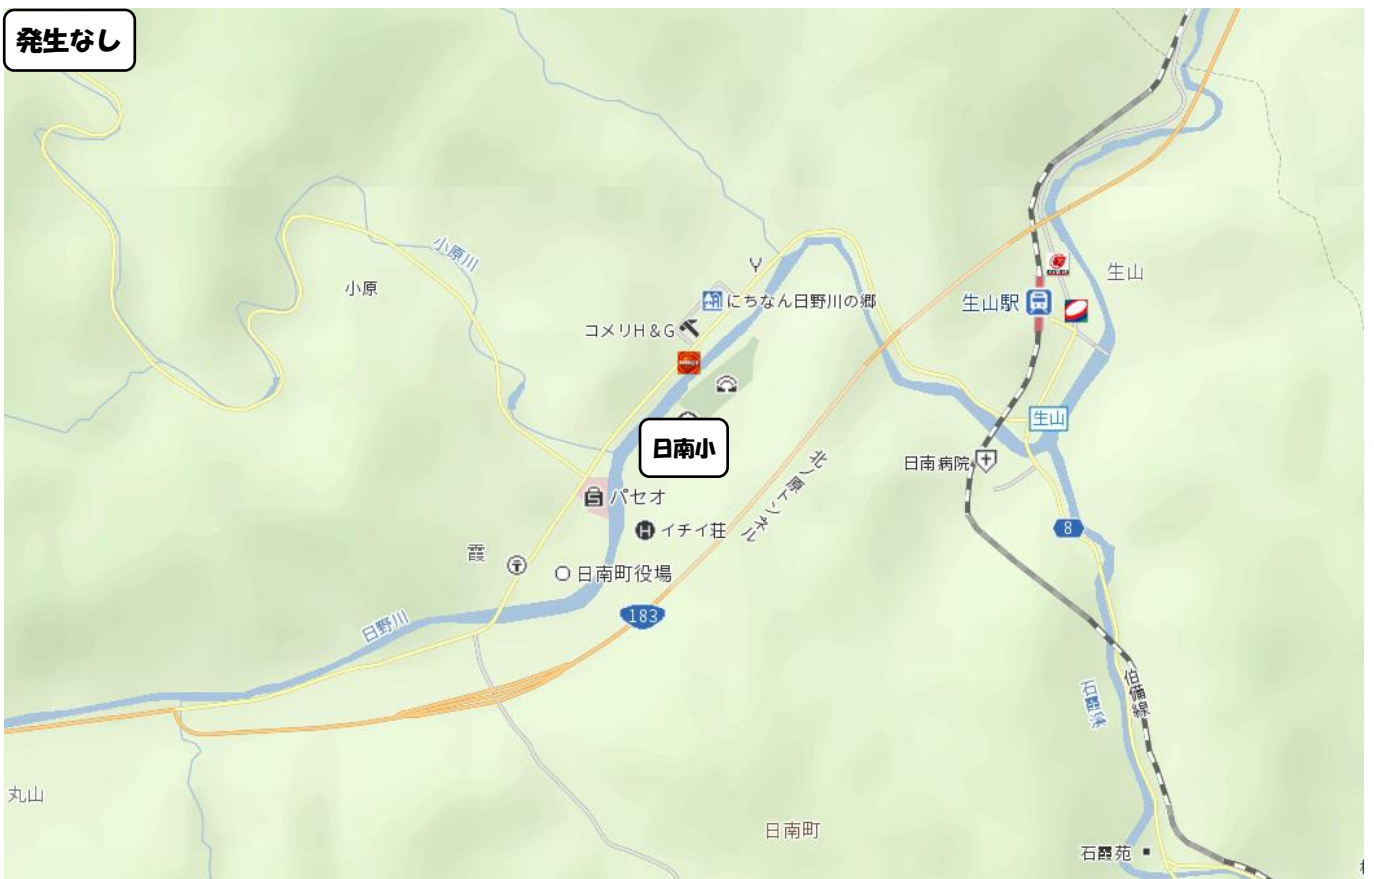 発生なし
小原川
小原
にちなん日野川の郷
コメリH&G
生山駅
生山
生山
日南小
日南病院
北ノ原トンネル
パセオ
イチイ荘
8
霞
日南町役場
183
日野川
伯備線
石霞渓
丸山
日南町
石霞苑